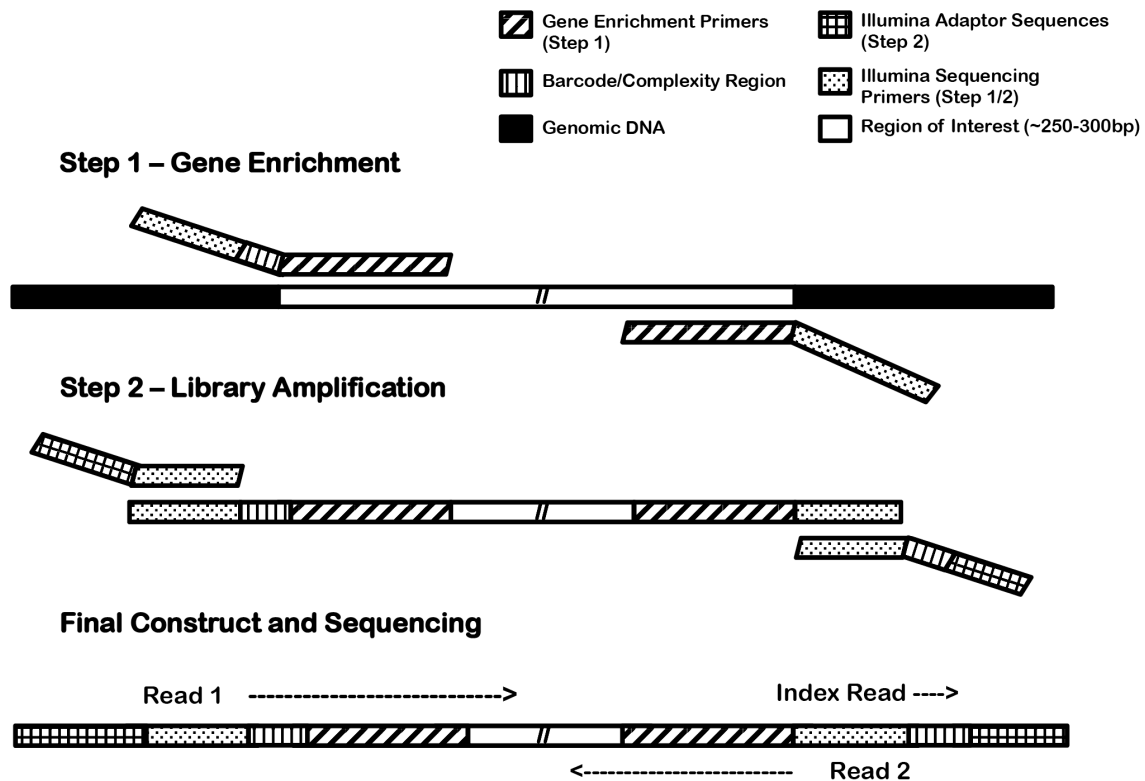 Gene Enrichment Primers
(Step 1)
Illumina Adaptor Sequences
(Step 2)
Barcode/Complexity Region
Illumina Sequencing
Primers (Step 1/2)
Genomic DNA
Region of Interest (~250-300bp)
Step 1 – Gene Enrichment
//
Step 2 – Library Amplification
//
Final Construct and Sequencing
Read 1
Index Read
//
Read 2